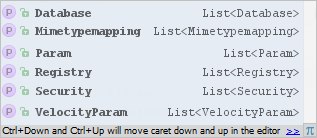 P Database List<Database>
P Mimetypemapping List<Mimetypemapping>
P Param List<Param>
P Registry List<Registry>
P Security List<Security>
P VelocityParam List<VelocityParam>
Ctrl+Down and Ctrl+Up will move caret down and up in the editor >> π